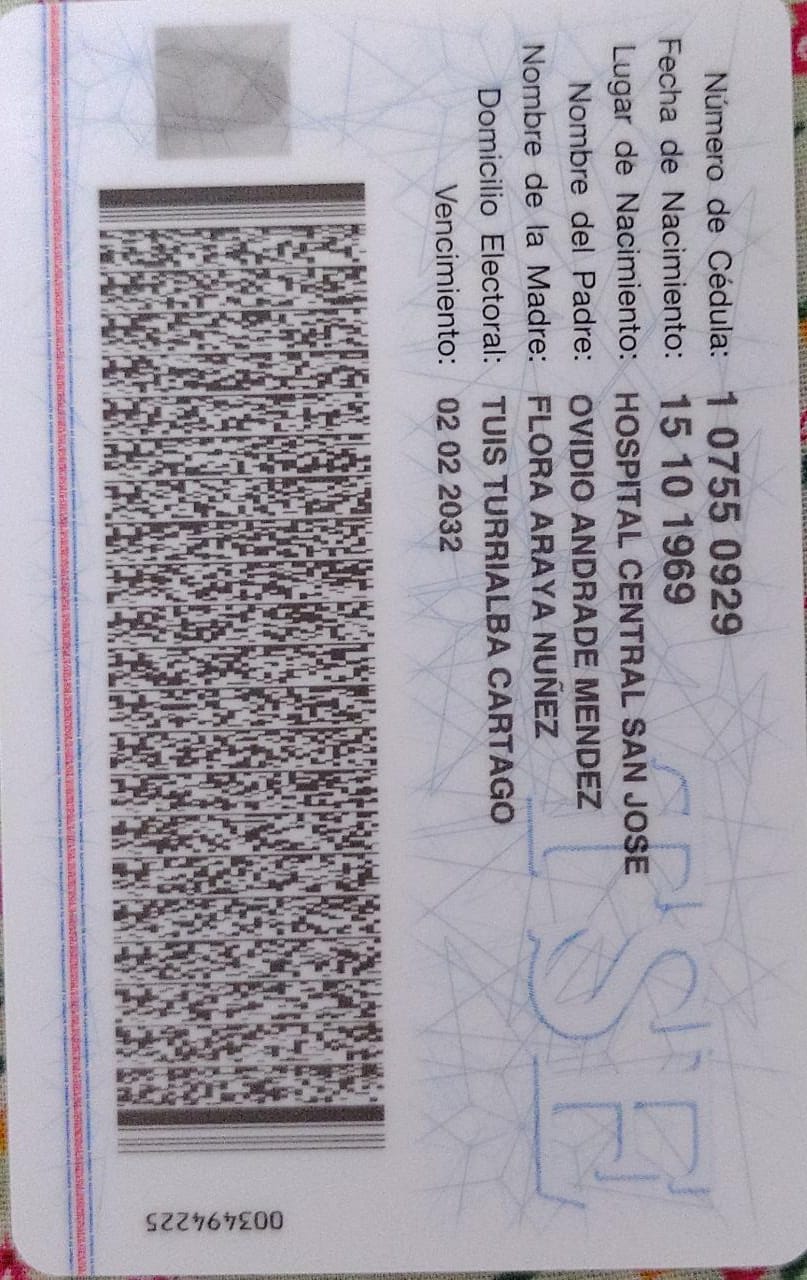 Número de Cédula: 1 0755 0929
Fecha de Nacimiento: 15 10 1969
Lugar de Nacimiento: HOSPITAL CENTRAL SAN JOSE
Nombre del Padre: OVIDIO ANDRADE MENDEZ
Nombre de la Madre: FLORA ARAYA NUÑEZ
Domicilio Electoral: TUIS TURRIALBA CARTAGO
Vencimiento: 02 02 2032
TSE
003494225